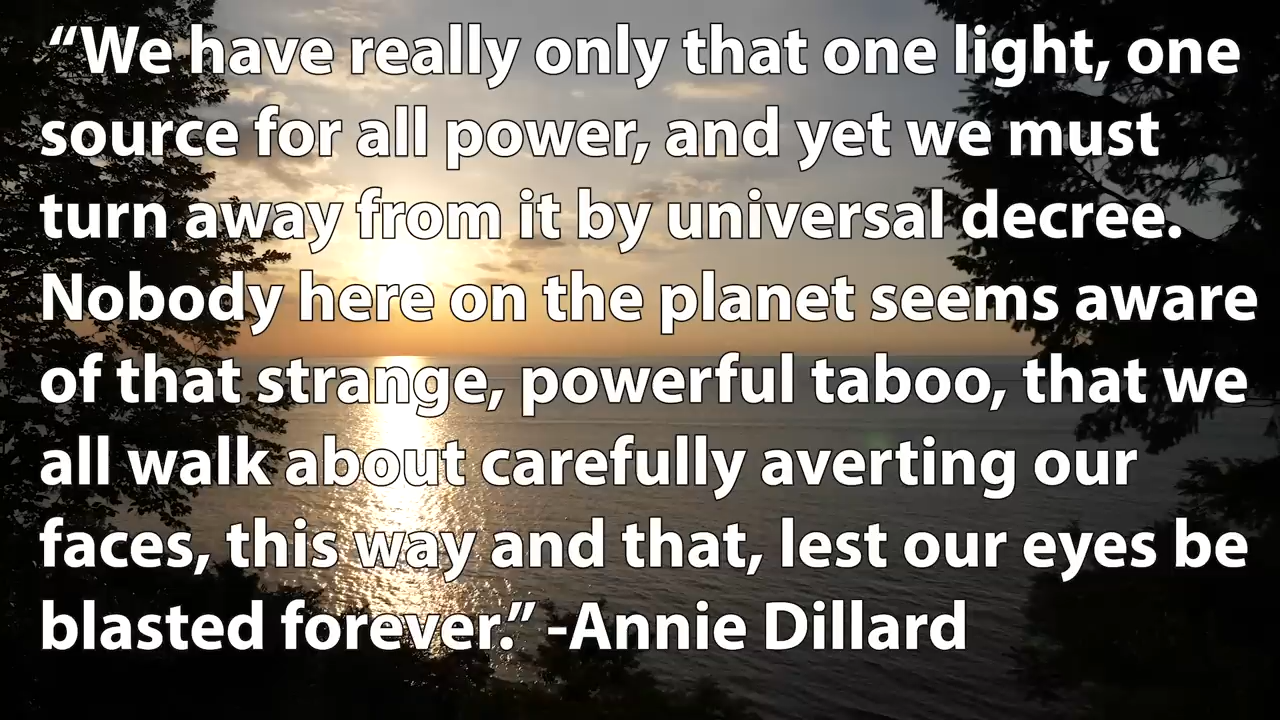 “We have really only that one light, one
source for all power, and yet we must
turn away from it by universal decree.
Nobody here on the planet seems aware
of that strange, powerful taboo, that we
all walk about carefully averting our
faces, this way and that, lest our eyes be
blasted forever.” -Annie Dillard